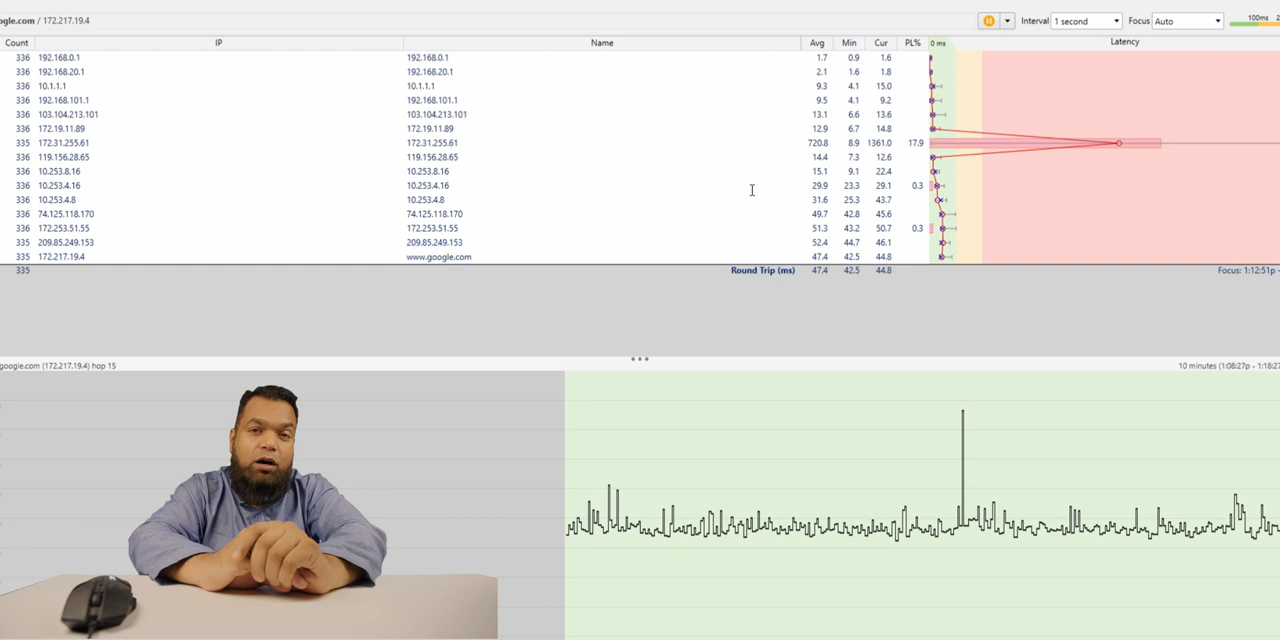 ogle.com / 172.217.19.4 Interval 1 second Focus Auto 100ms 2
Count IP Name Avg Min Cur PL% 0 ms Latency
336 192.168.0.1 192.168.0.1 1.7 0.9 1.6
336 192.168.20.1 192.168.20.1 2.1 1.6 1.8
336 10.1.1.1 10.1.1.1 9.3 4.1 15.0
336 192.168.101.1 192.168.101.1 9.5 4.1 9.2
336 103.104.213.101 103.104.213.101 13.1 6.6 13.6
336 172.19.11.89 172.19.11.89 12.9 6.7 14.8
335 172.31.255.61 172.31.255.61 720.8 8.9 1361.0 17.9
336 119.156.28.65 119.156.28.65 14.4 7.3 12.6
336 10.253.8.16 10.253.8.16 15.1 9.1 22.4
336 10.253.4.16 10.253.4.16 29.9 23.3 29.1 0.3
336 10.253.4.8 10.253.4.8 31.6 25.3 43.7
336 74.125.118.170 74.125.118.170 49.7 42.8 45.6
336 172.253.51.55 172.253.51.55 51.3 43.2 50.7 0.3
335 209.85.249.153 209.85.249.153 52.4 44.7 46.1
335 172.217.19.4 www.google.com 47.4 42.5 44.8
335 Round Trip (ms) 47.4 42.5 44.8 Focus: 1:12:51p -
google.com (172.217.19.4) hop 15 10 minutes (1:08:27p - 1:18:27